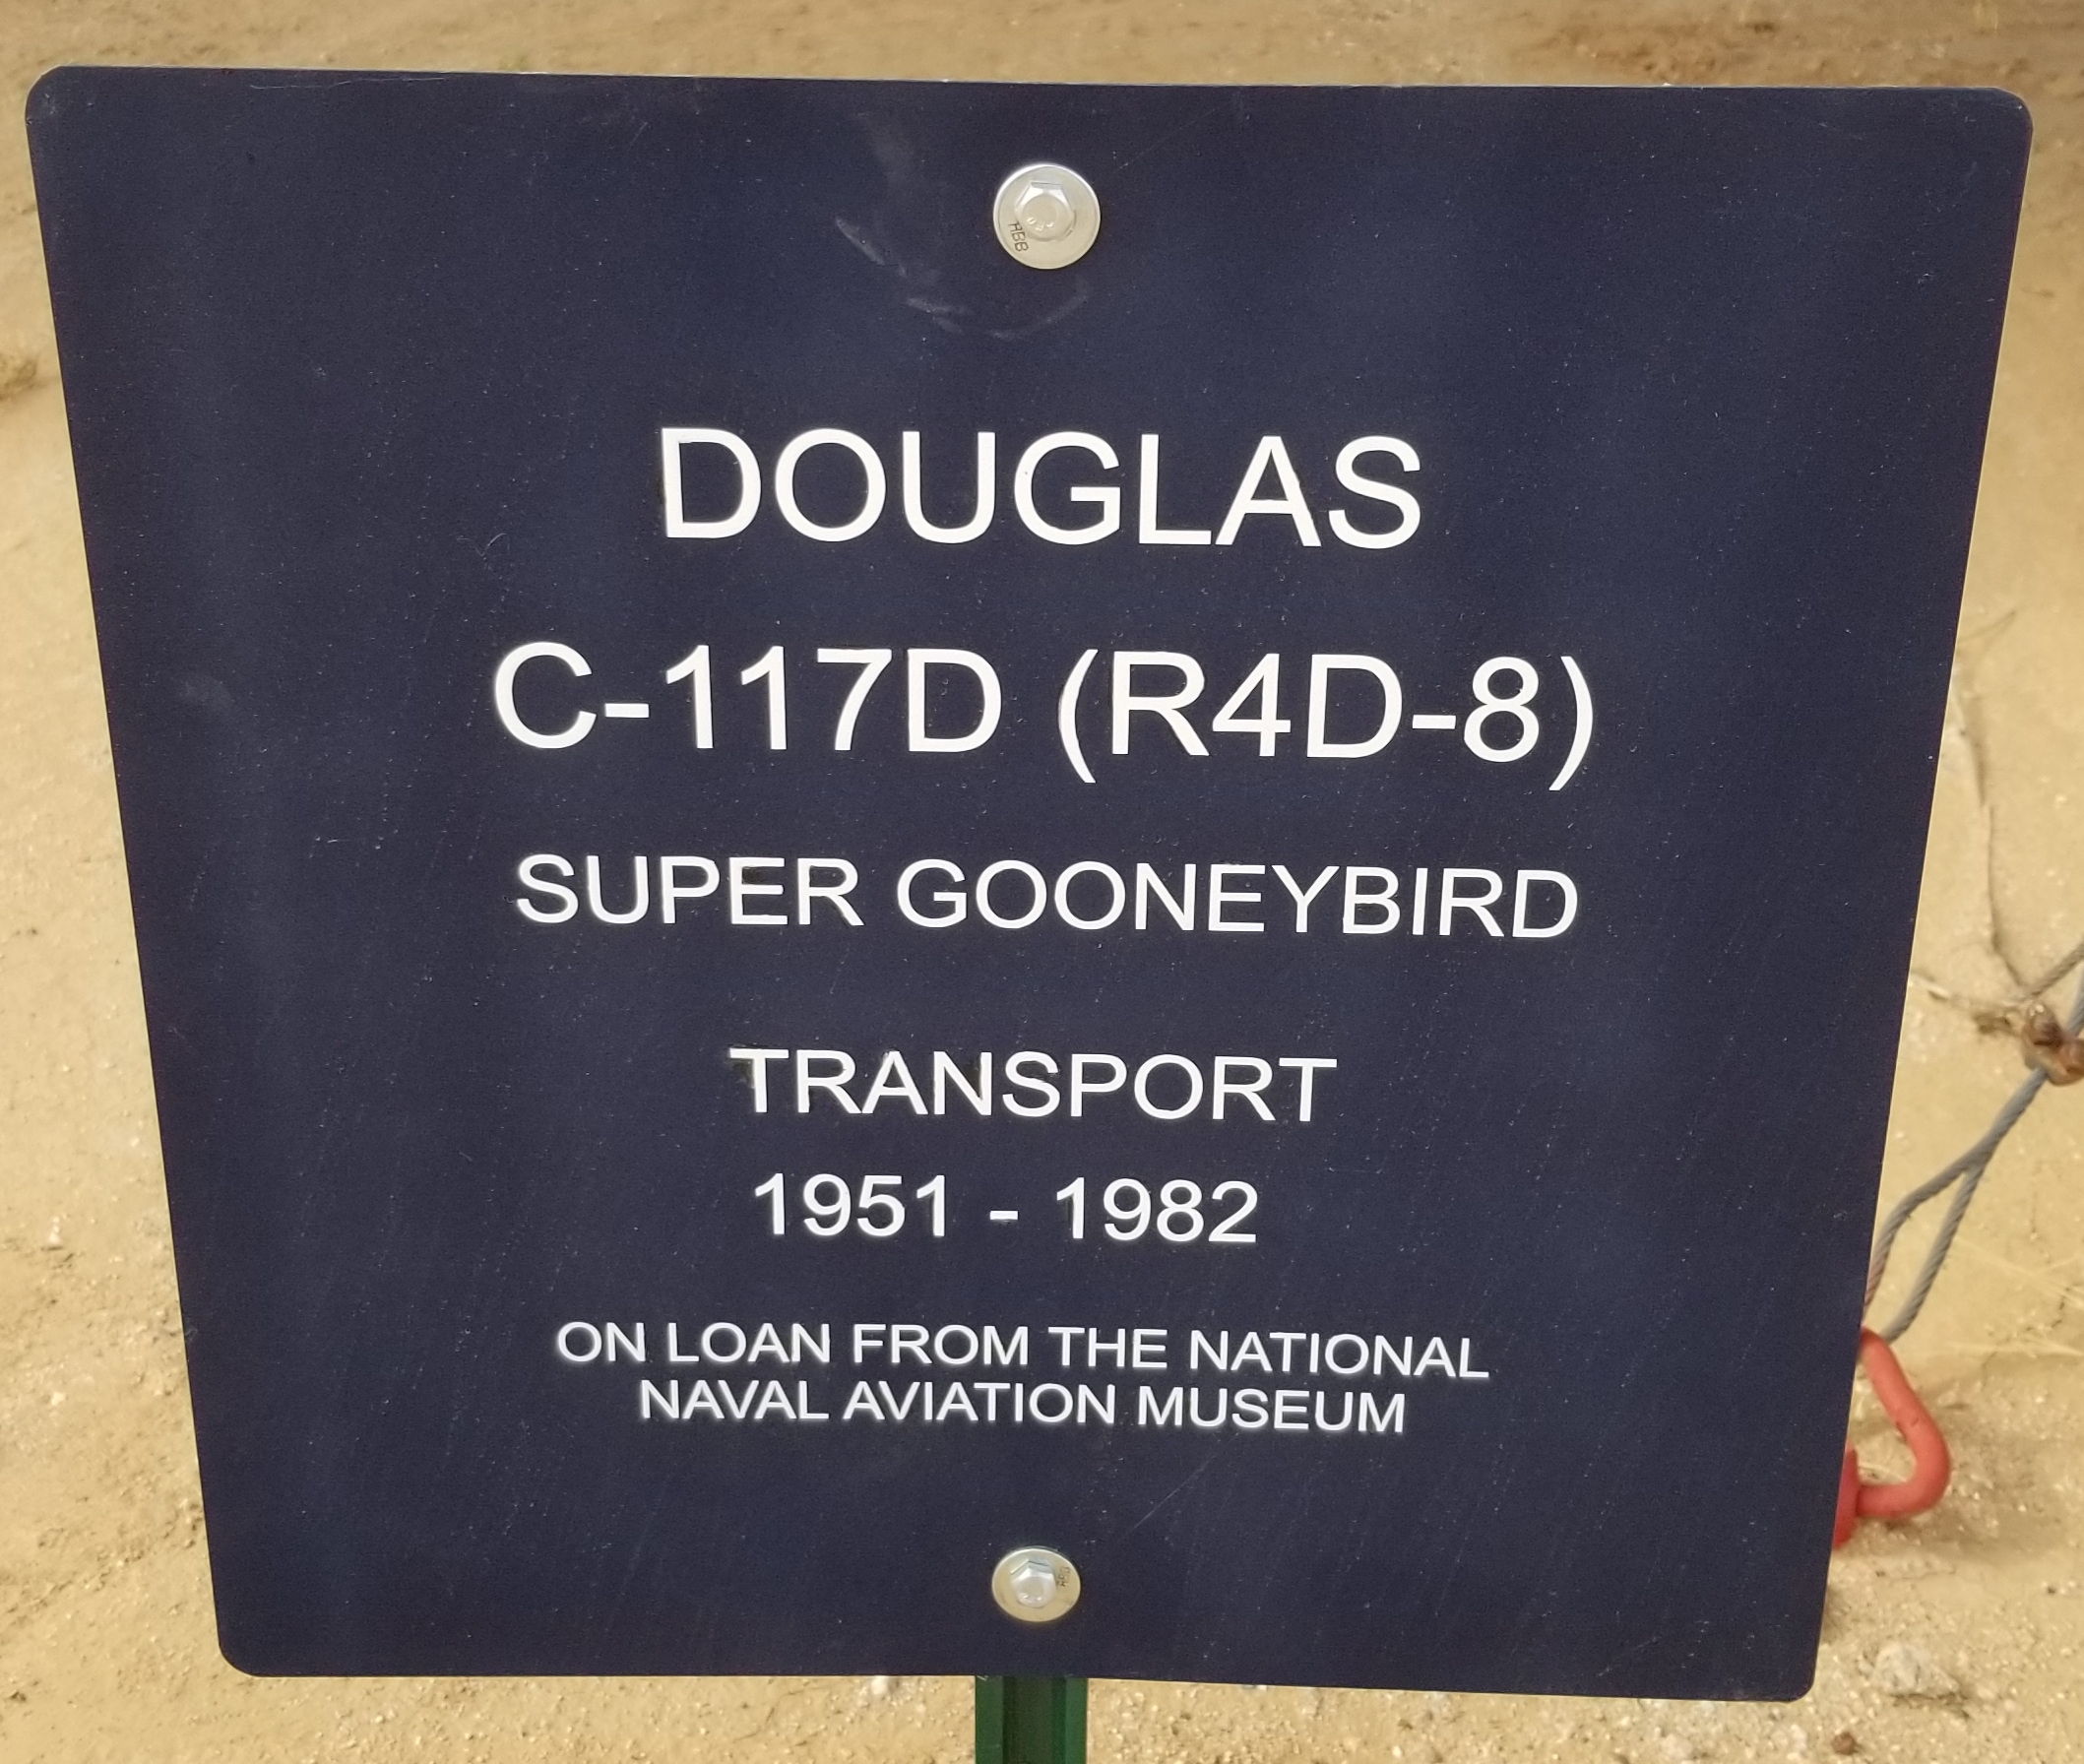 DOUGLAS
C-117D (R4D-8)
SUPER GOONEYBIRD
TRANSPORT
1951 - 1982
ON LOAN FROM THE NATIONAL
NAVAL AVIATION MUSEUM